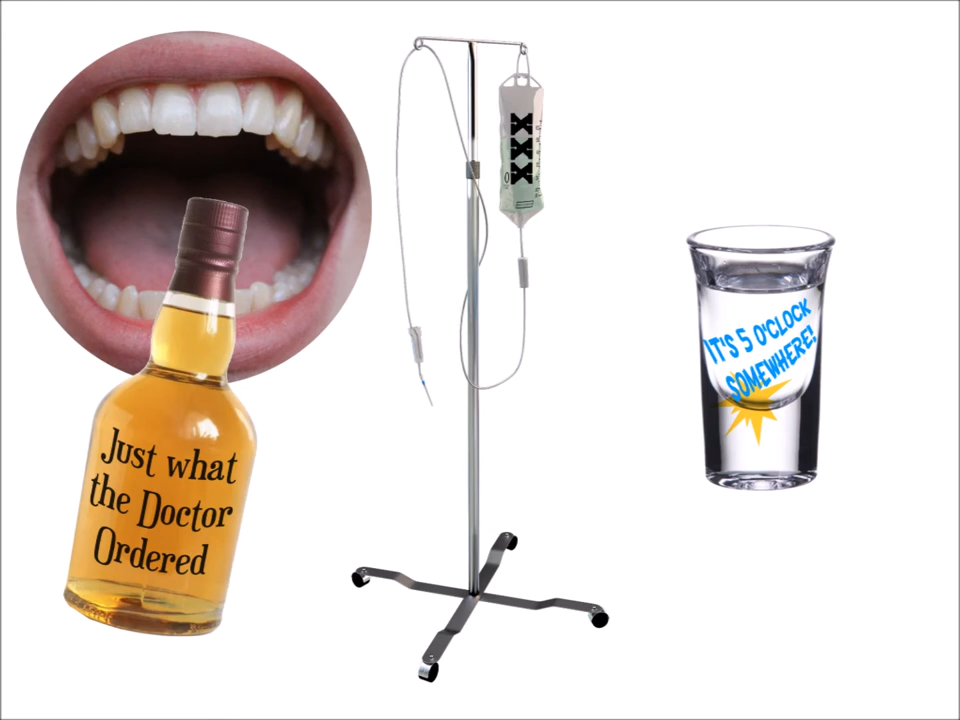 Just what
the Doctor
Ordered
XXX
IT'S 5 O'CLOCK
SOMEWHERE!